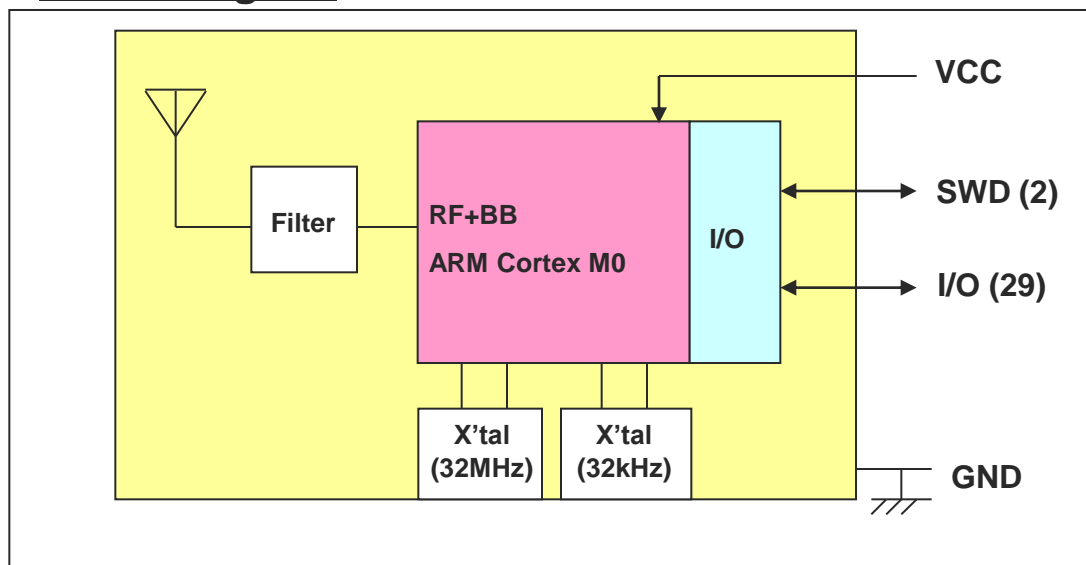 VCC
SWD (2)
Filter
RF+BB
ARM Cortex M0
I/O
I/O (29)
X'tal
(32MHz)
X'tal
(32kHz)
GND